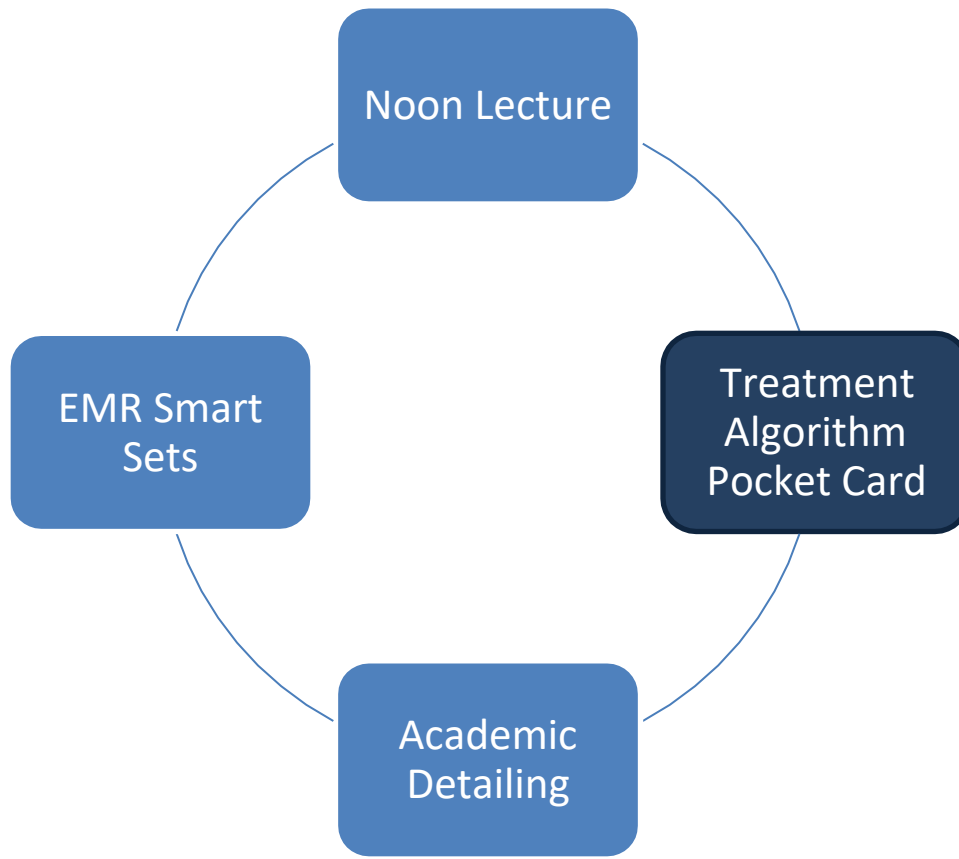 Noon Lecture
EMR Smart
Sets
Treatment
Algorithm
Pocket Card
Academic
Detailing